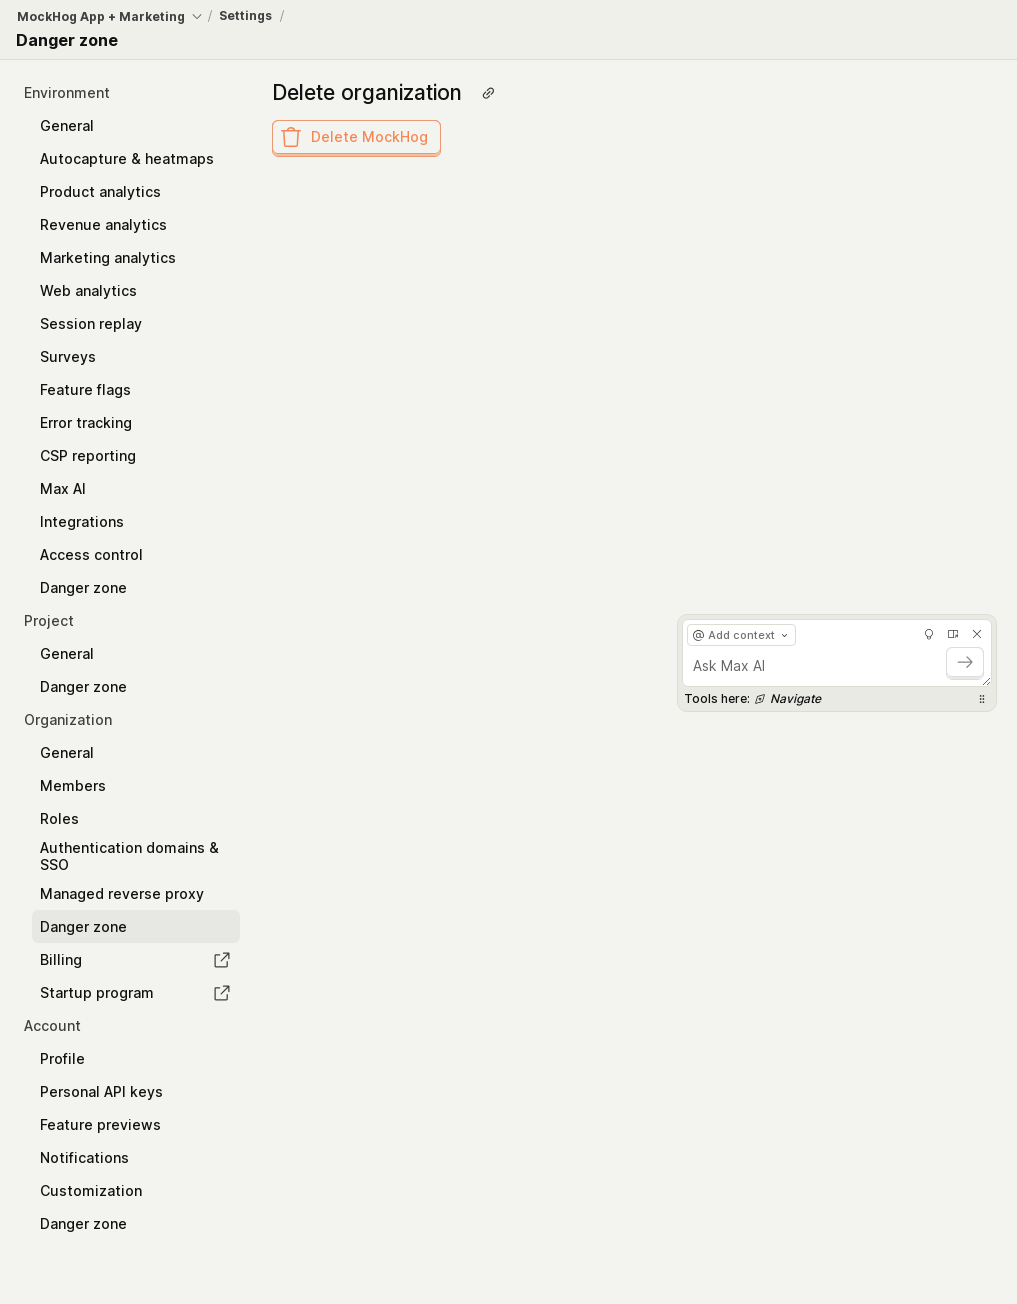 MockHog App + Marketing / Settings /
Danger zone
Environment
General
Autocapture & heatmaps
Product analytics
Revenue analytics
Marketing analytics
Web analytics
Session replay
Surveys
Feature flags
Error tracking
CSP reporting
Max AI
Integrations
Access control
Danger zone
Project
General
Danger zone
Organization
General
Members
Roles
Authentication domains &
SSO
Managed reverse proxy
Danger zone
Billing
Startup program
Account
Profile
Personal API keys
Feature previews
Notifications
Customization
Danger zone
Delete organization
Delete MockHog
@ Add context
Ask Max AI
Tools here: Navigate